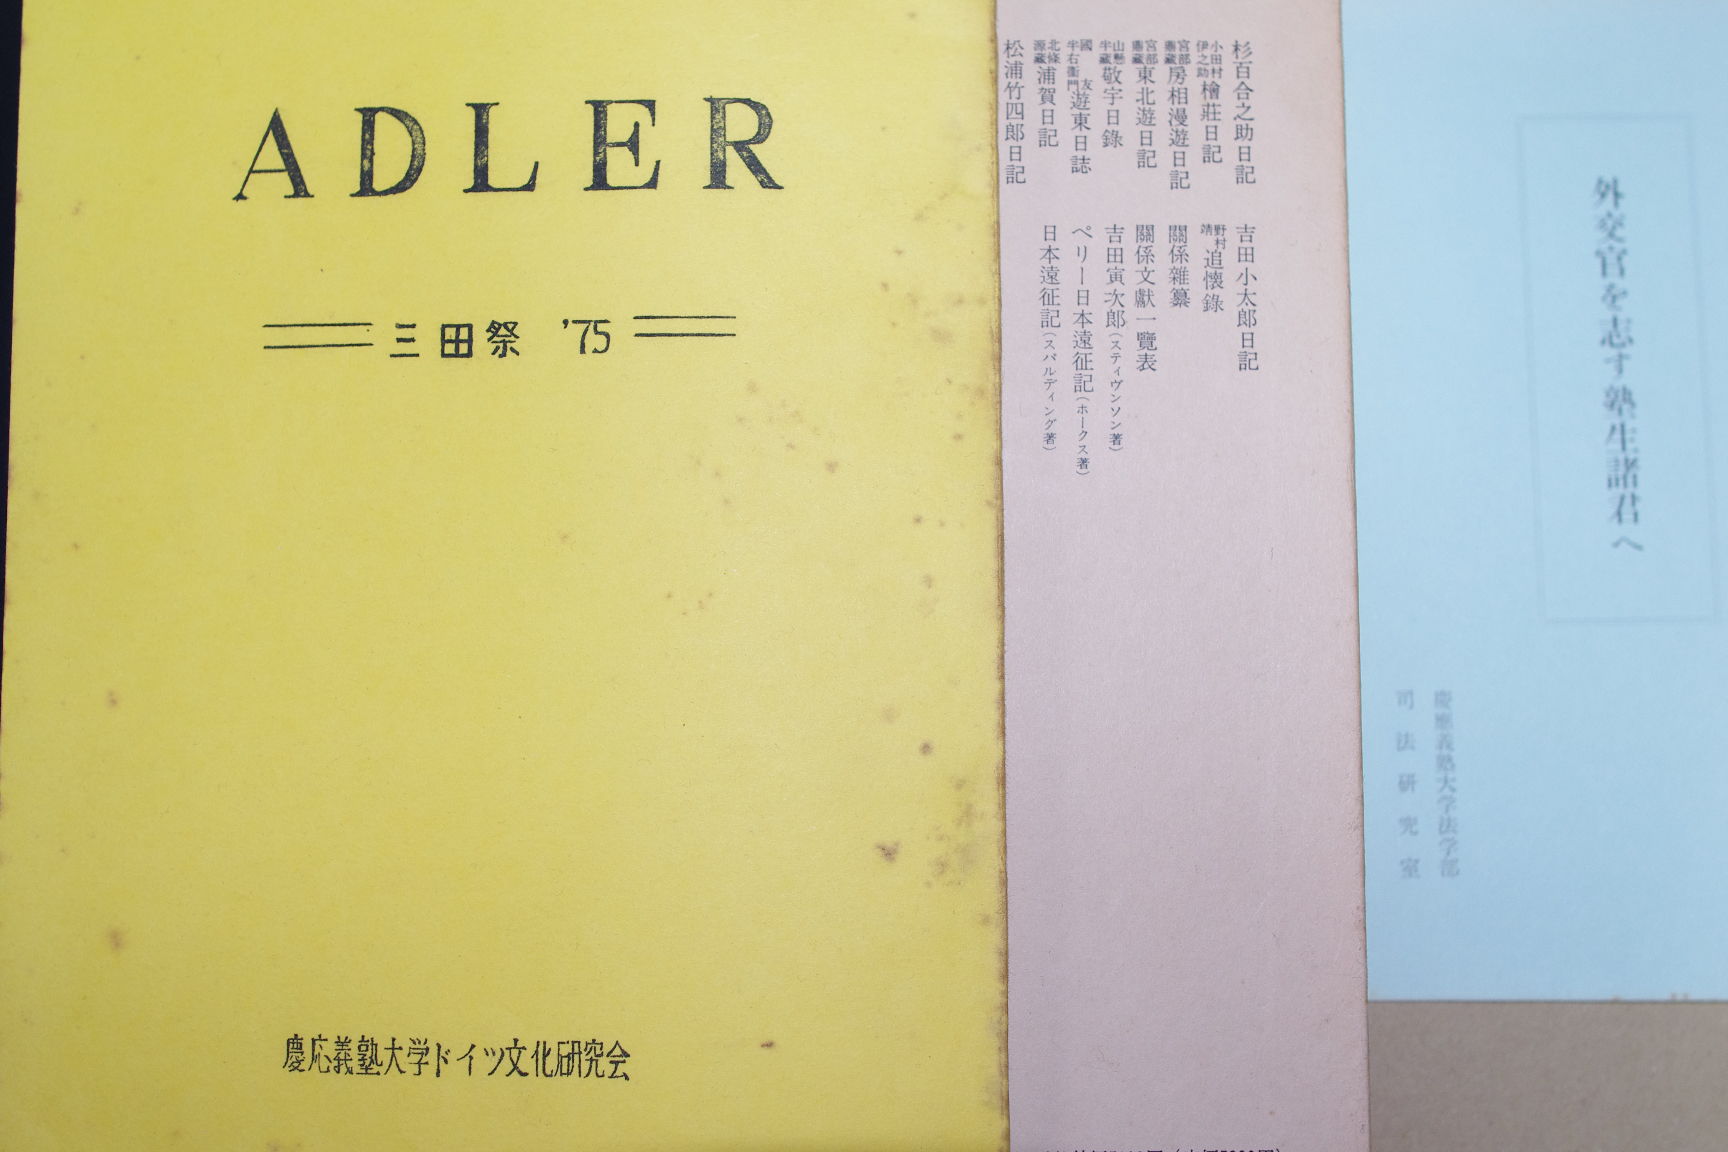 ADLER
三田祭 '75
慶応義塾大学ドイツ文化研究会
杉百合之助日記
小田村伊之助檜莊日記
宮部鼎藏房相漫遊日記
宮部鼎藏東北遊日記
山懸半藏敬宇日錄
國友半右衞門遊東日誌
北條源藏浦賀日記
松浦竹四郎日記
吉田小太郎日記
野村靖追懷錄
關係雜纂
關係文獻一覽表
吉田寅次郎(スティヴンソン著)
ペリー日本遠征記(ホークス著)
日本遠征記(スパルディング著)
外交官を志す塾生諸君へ
慶應義塾大学法学部
司法研究室